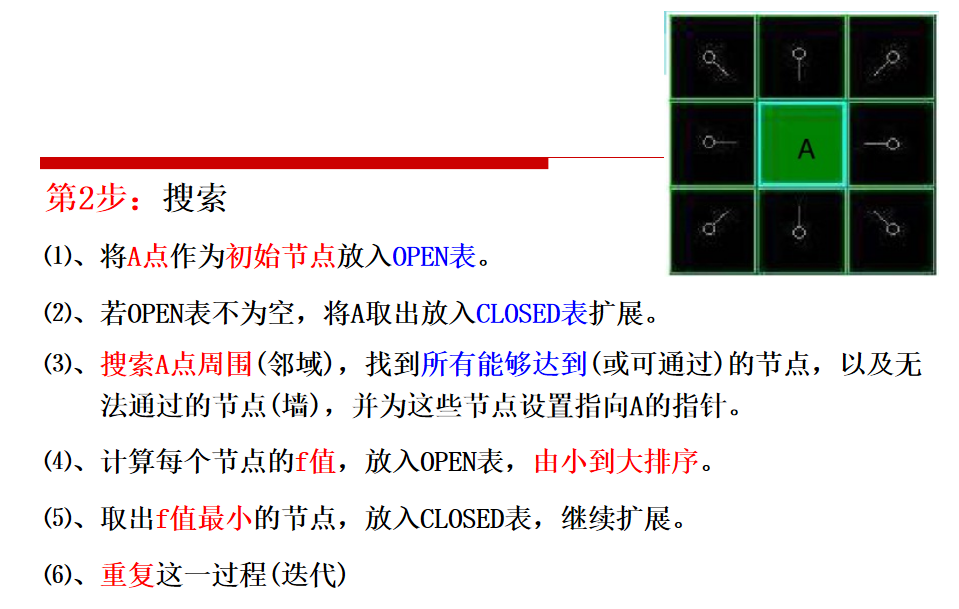 A
第2步：搜索
⑴、将A点作为初始节点放入OPEN表。
⑵、若OPEN表不为空，将A取出放入CLOSED表扩展。
⑶、搜索A点周围(邻域)，找到所有能够达到(或可通过)的节点，以及无
法通过的节点(墙)，并为这些节点设置指向A的指针。
⑷、计算每个节点的f值，放入OPEN表，由小到大排序。
⑸、取出f值最小的节点，放入CLOSED表，继续扩展。
⑹、重复这一过程(迭代)